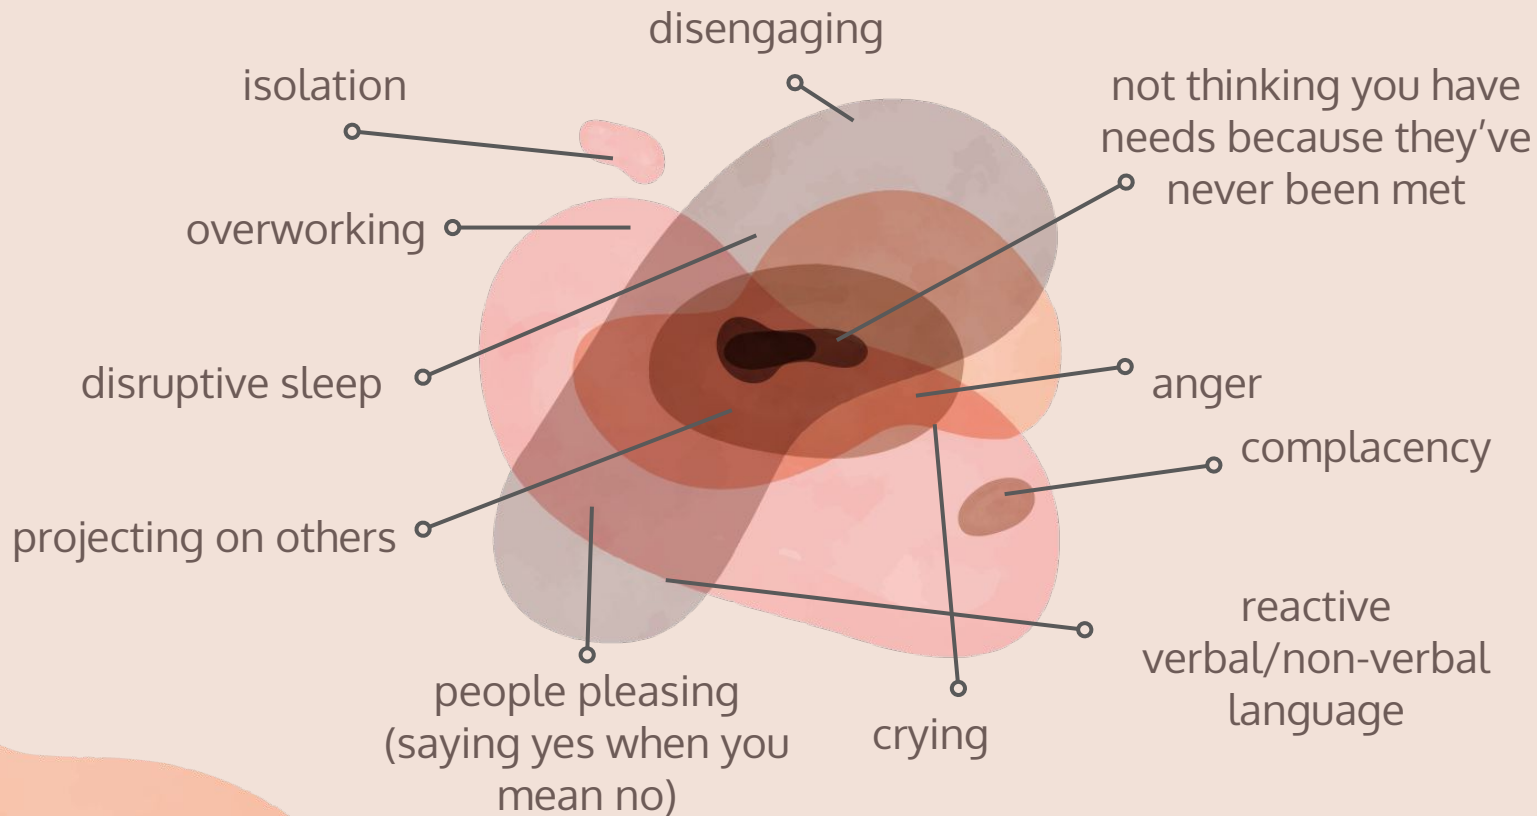 disengaging
isolation
not thinking you have
needs because they’ve
never been met
overworking
disruptive sleep
anger
complacency
projecting on others
reactive
verbal/non-verbal
language
people pleasing
(saying yes when you
mean no)
crying